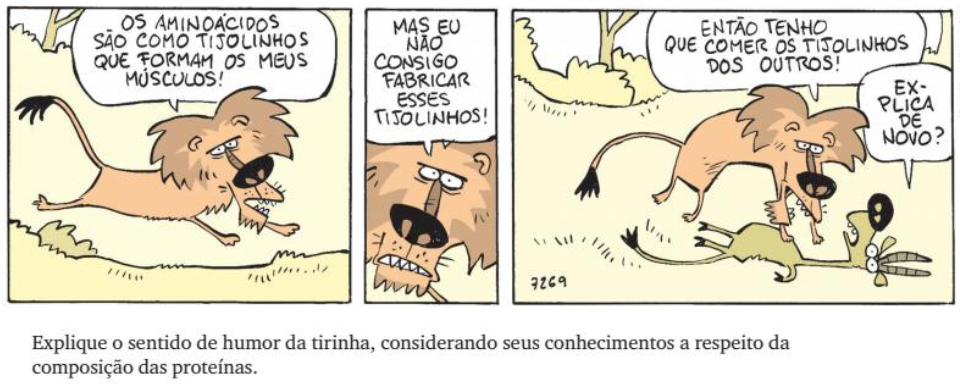 OS AMINOÁCIDOS
SÃO COMO TIJOLINHOS
QUE FORMAM OS MEUS
MÚSCULOS!
MAS EU
NÃO
CONSIGO
FABRICAR
ESSES
TIJOLINHOS!
ENTÃO TENHO
QUE COMER OS TIJOLINHOS
DOS OUTROS!
EX-
PLICA
DE
NOVO?
7269
Explique o sentido de humor da tirinha, considerando seus conhecimentos a respeito da
composição das proteínas.